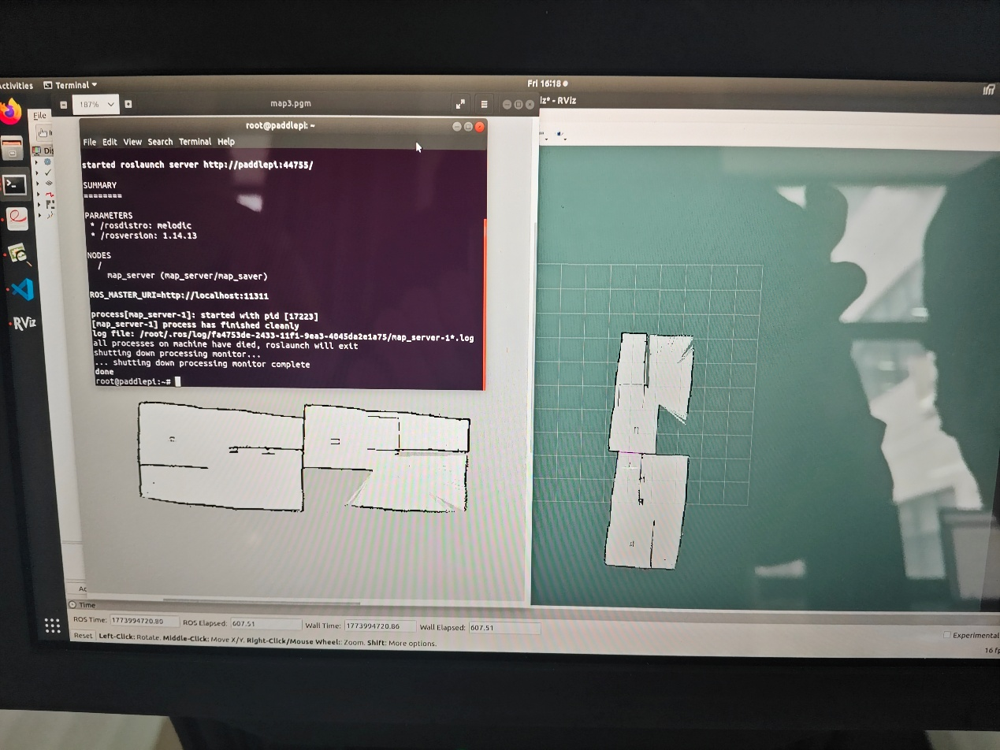 Activities
Terminal
Fri 16:18
187%
map3.pgm
iz* - RViz
File
root@paddlepi: ~
File Edit View Search Terminal Help
started roslaunch server http://paddlepi:44755/
SUMMARY
========
PARAMETERS
* /rosdistro: melodic
* /rosversion: 1.14.13
NODES
/
map_server (map_server/map_saver)
ROS_MASTER_URI=http://localhost:11311
process[map_server-1]: started with pid [17223]
[map_server-1] process has finished cleanly
log file: /root/.ros/log/fa4753de-2433-11f1-9ea3-4045da2e1a75/map_server-1*.log
all processes on machine have died, roslaunch will exit
shutting down processing monitor...
... shutting down processing monitor complete
done
root@paddlepi:~#
Dis
RViz
Ac
Time
ROS Time: 1773994720.80 ROS Elapsed: 607.51 Wall Time: 1773994720.86 Wall Elapsed: 607.51
Reset Left-Click: Rotate. Middle-Click: Move X/Y. Right-Click/Mouse Wheel:: Zoom. Shift: More options.
Experimental
16 fp